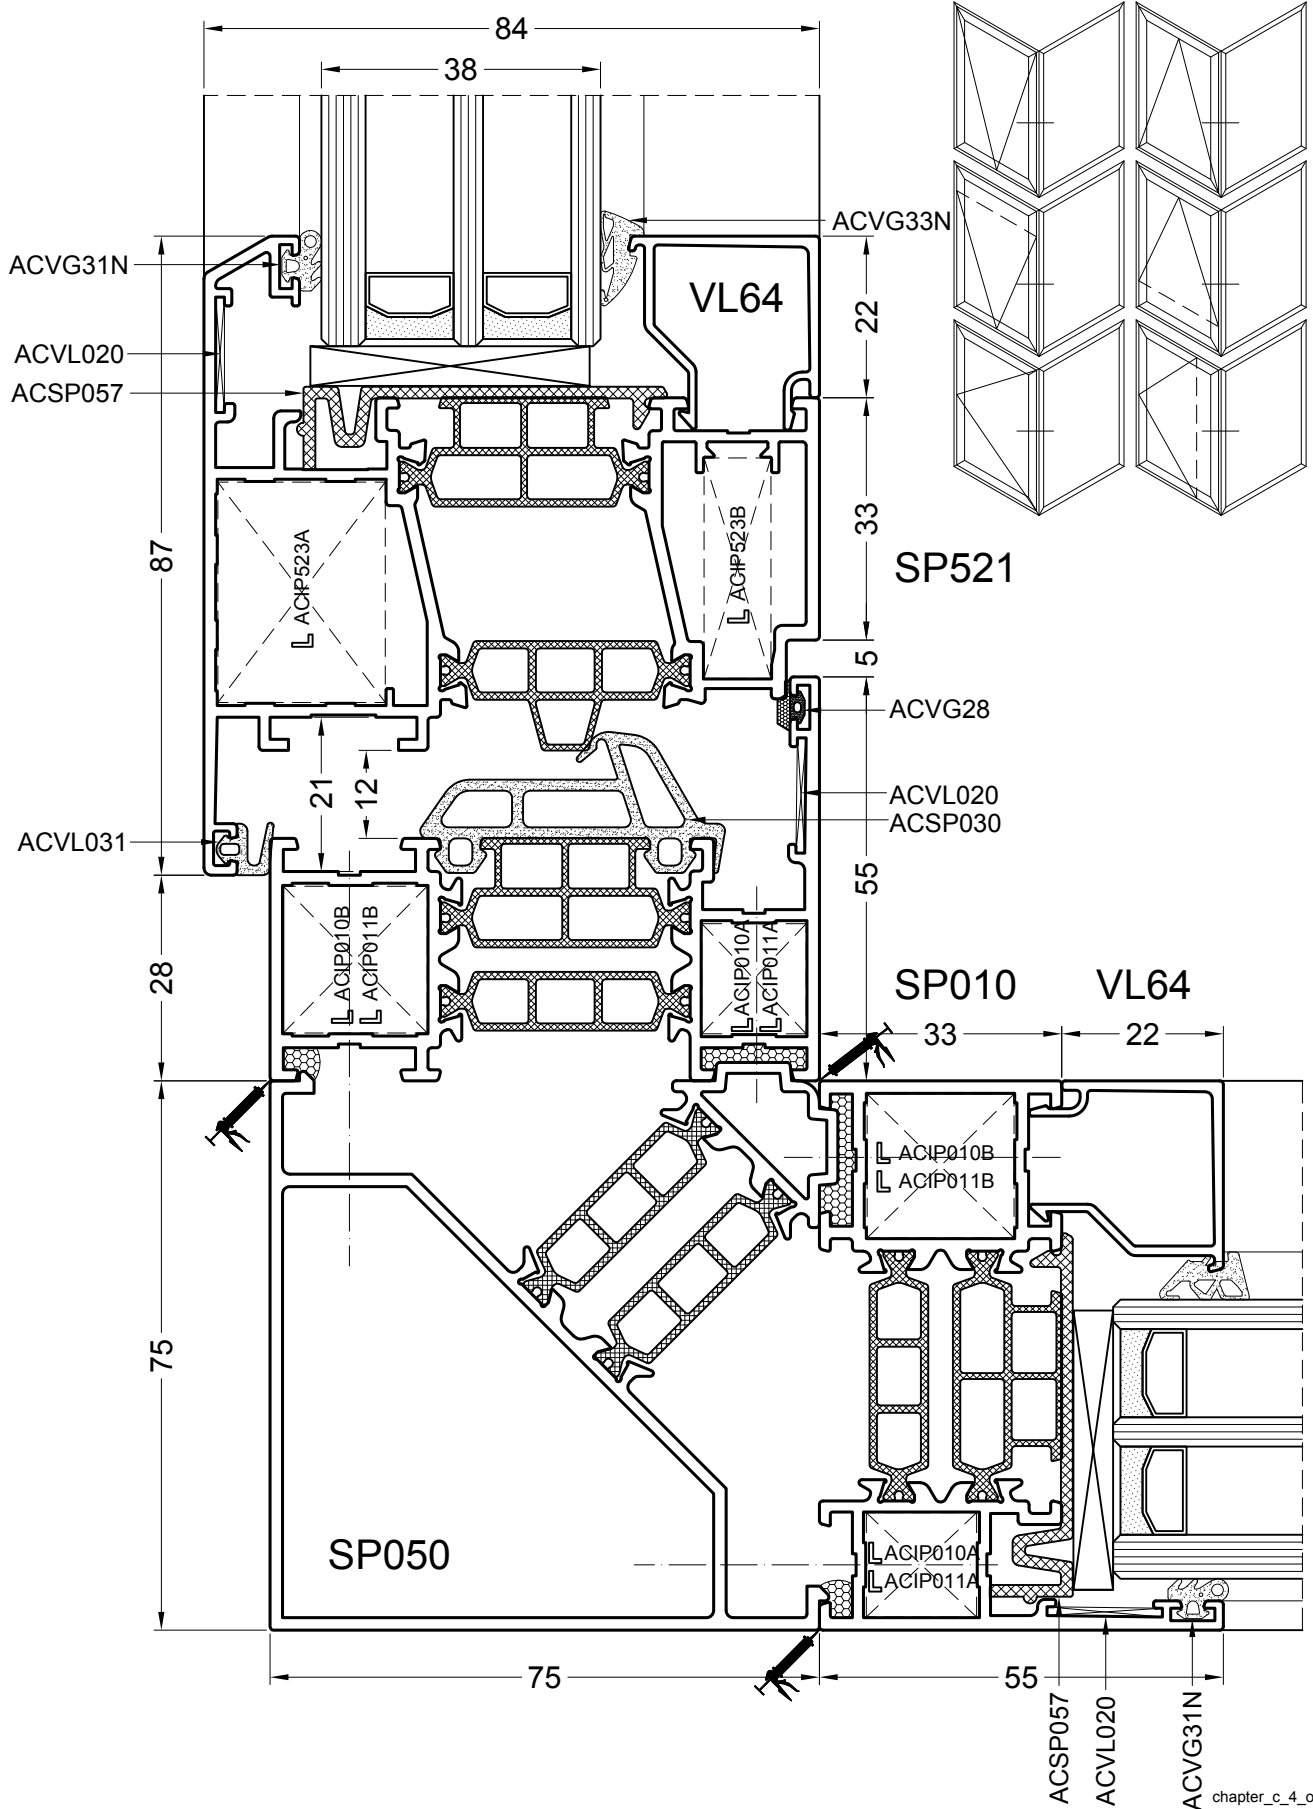 84
38
ACVG33N
ACVG31N
VL64
22
ACVL020
ACSP057
ACIP523A
ACIP523B
33
87
SP521
5
ACVG28
21
12
ACVL020
ACSP030
ACVL031
55
ACIP010B
ACIP011B
ACIP010A
ACIP011A
28
SP010
VL64
33
22
ACIP010B
ACIP011B
75
SP050
ACIP010A
ACIP011A
75
55
ACSP057
ACVL020
ACVG31N
chapter_c_4_o